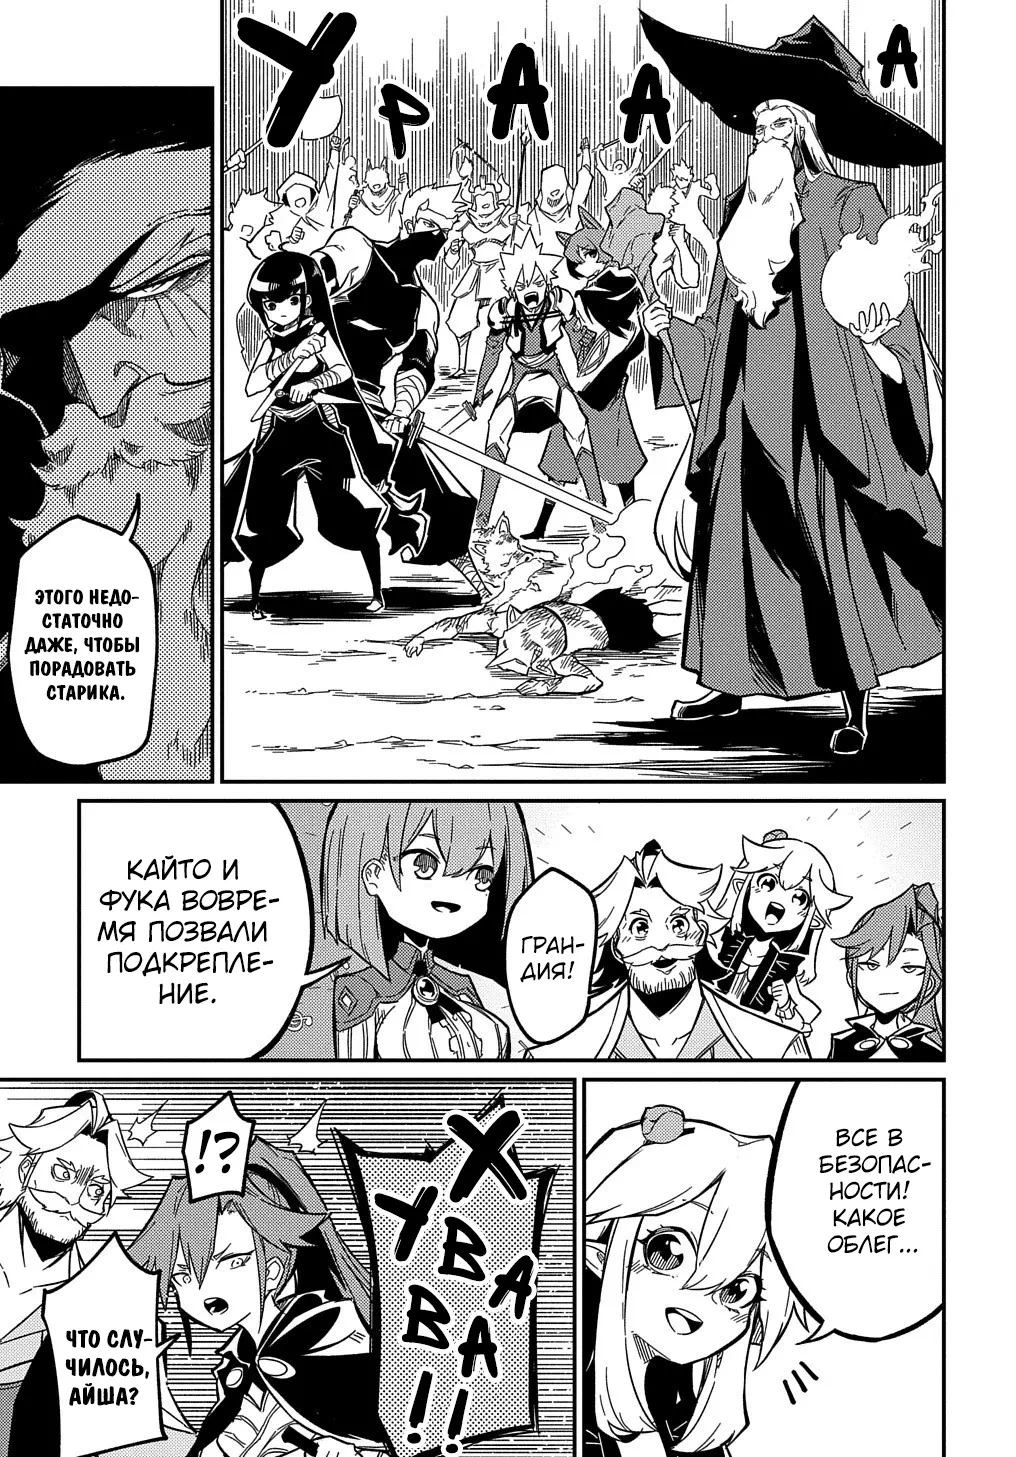 УРААА
ЭТОГО НЕДО-
СТАТОЧНО
ДАЖЕ, ЧТОБЫ
ПОРАДОВАТЬ
СТАРИКА.
ГРАН-
ДИЯ!
КАЙТО И
ФУКА ВОВРЕ-
МЯ ПОЗВАЛИ
ПОДКРЕПЛЕ-
НИЕ.
ВСЕ В
БЕЗОПАС-
НОСТИ!
КАКОЕ
ОБЛЕГ...
ХУВАВА!!
!?
ЧТО СЛУ-
ЧИЛОСЬ,
АЙША?